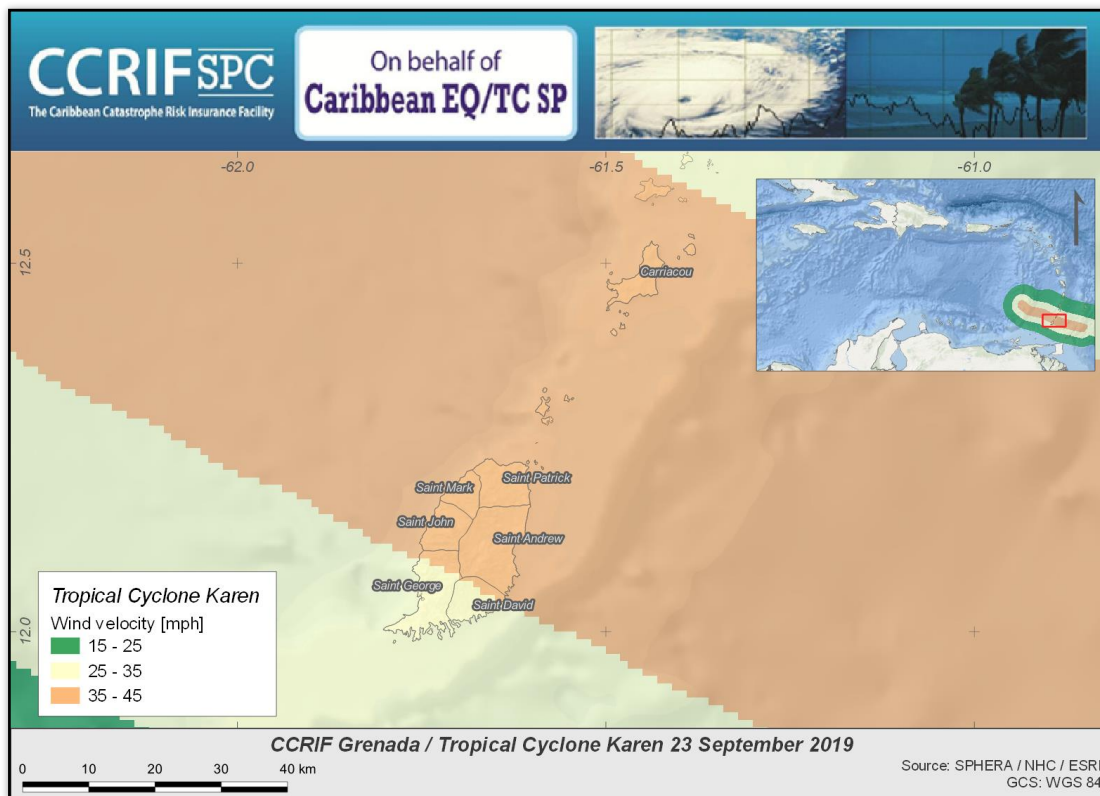 CCRIF SPC
The Caribbean Catastrophe Risk Insurance Facility
On behalf of
Caribbean EQ/TC SP
-62.0
-61.5
-61.0
12.5
Carriacou
Saint Patrick
Saint Mark
Saint John
Saint Andrew
Saint George
Saint David
12.0
Tropical Cyclone Karen
Wind velocity [mph]
15 - 25
25 - 35
35 - 45
CCRIF Grenada / Tropical Cyclone Karen 23 September 2019
0 10 20 30 40 km
Source: SPHERA / NHC / ESRI
GCS: WGS 84